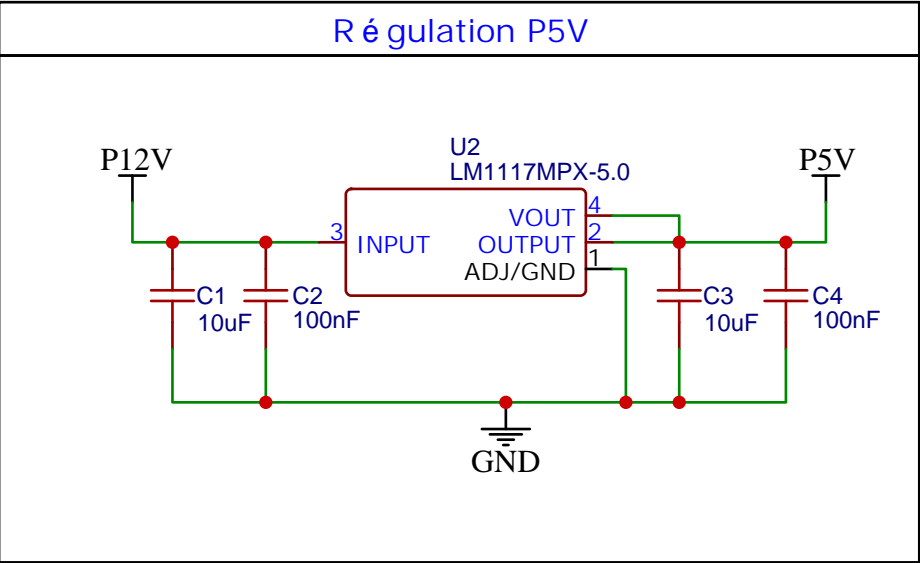 R é gulation P5V
U2
LM1117MPX-5.0
P12V
P5V
3
INPUT
VOUT
4
OUTPUT
2
ADJ/GND
1
C1
10uF
C2
100nF
C3
10uF
C4
100nF
GND